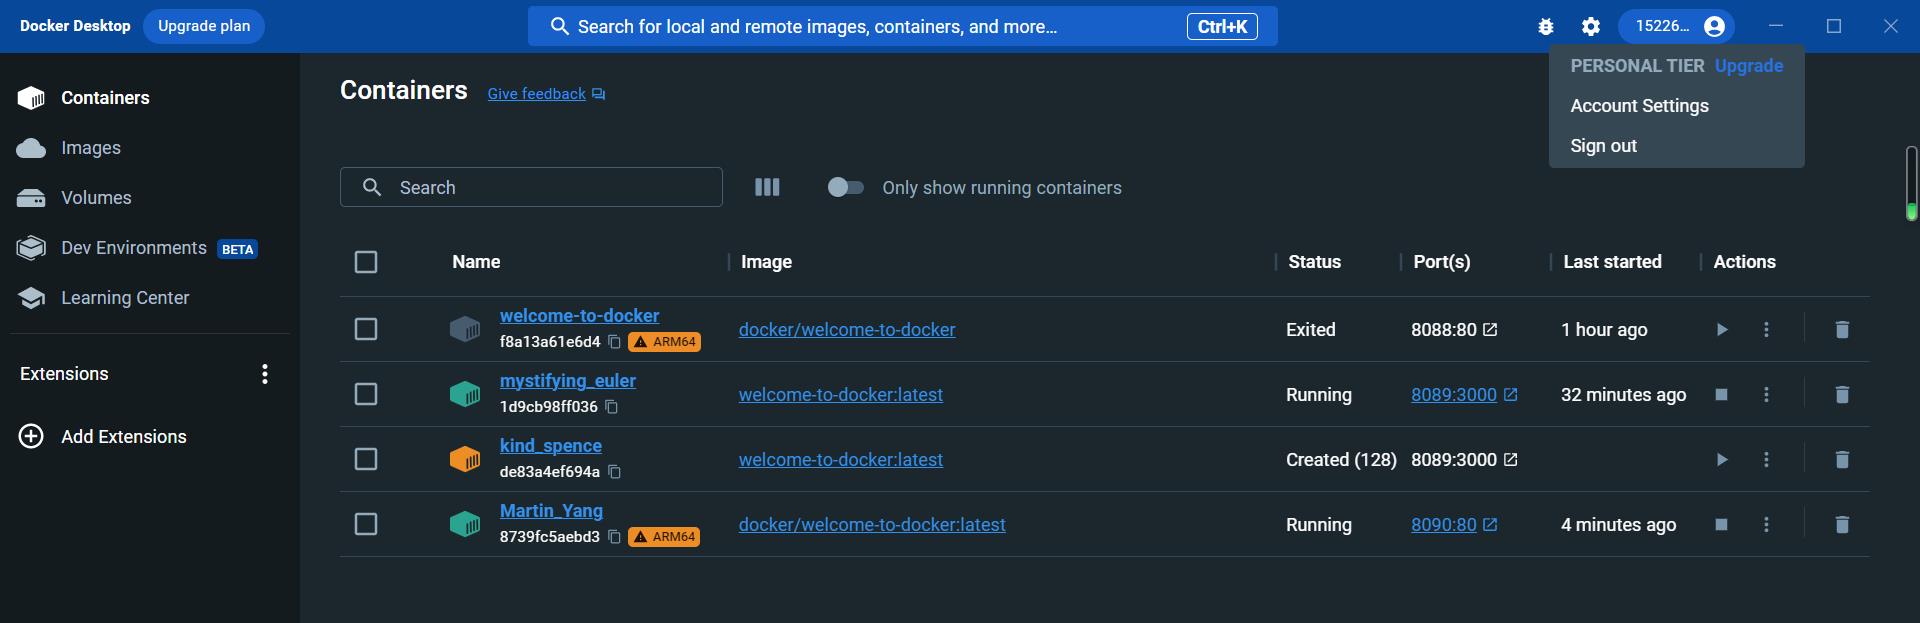 Docker Desktop
Upgrade plan
Search for local and remote images, containers, and more...
Ctrl+K
15226...
PERSONAL TIER Upgrade
Account Settings
Sign out
Containers
Images
Volumes
Dev Environments BETA
Learning Center
Extensions
Add Extensions
Containers Give feedback
Search
Only show running containers
Name Image Status Port(s) Last started Actions
welcome-to-docker
f8a13a61e6d4 ARM64
docker/welcome-to-docker Exited 8088:80 1 hour ago
mystifying_euler
1d9cb98ff036
welcome-to-docker:latest Running 8089:3000 32 minutes ago
kind_spence
de83a4ef694a
welcome-to-docker:latest Created (128) 8089:3000
Martin_Yang
8739fc5aebd3 ARM64
docker/welcome-to-docker:latest Running 8090:80 4 minutes ago